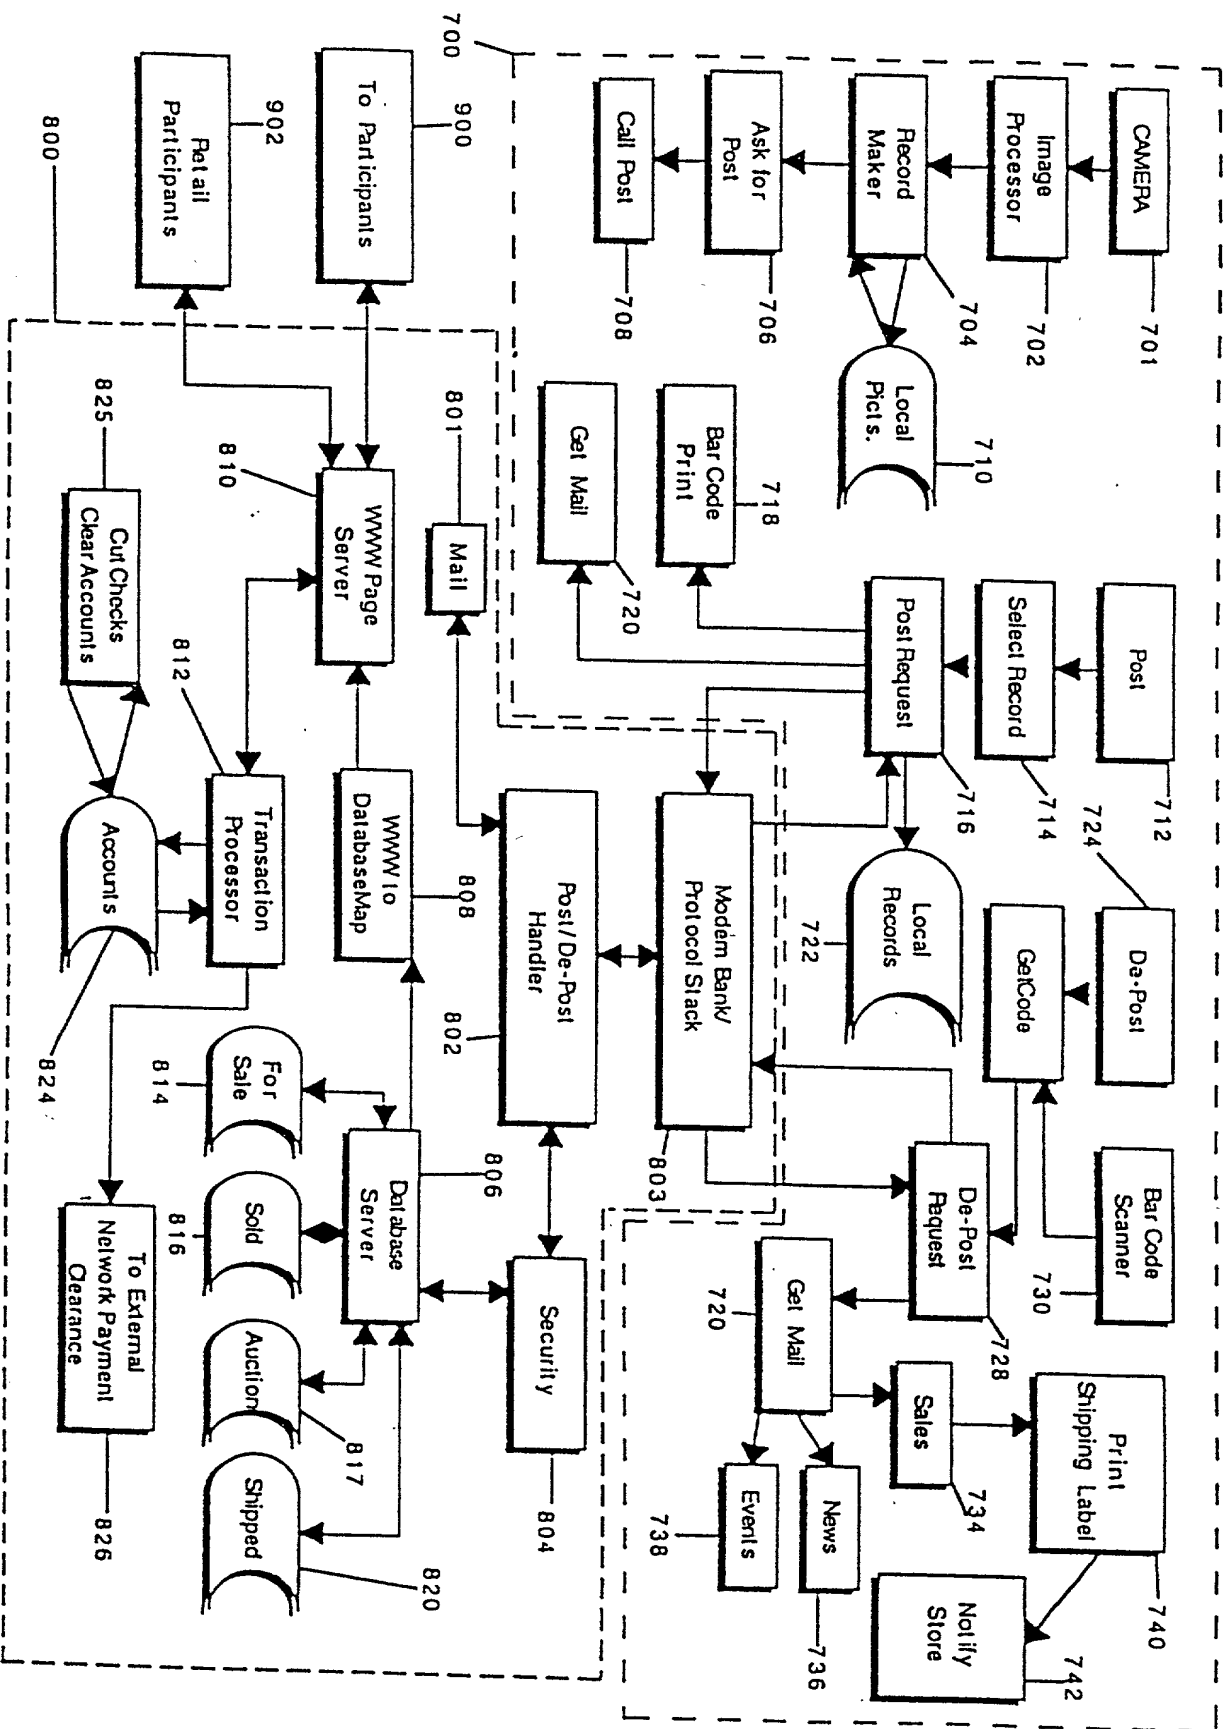 700
CAMERA
701
Image
Processor
702
Record
Maker
704
Ask for
Post
706
Call Post
708
Local
Picts.
710
Post
712
Select Record
714
Post Request
716
Bar Code
Print
718
Get Mail
720
Local
Records
722
724
De-Post
GetCode
Bar Code
Scanner
730
De-Post
Request
728
Get Mail
720
Sales
734
News
736
Events
738
Print
Shipping Label
740
Notify
Store
742
To Participants
900
Retail
Participants
902
800
Mail
801
Modem Bank/
Protocol Stack
803
Post/De-Post
Handler
802
Security
804
WWW Page
Server
810
WWW to
DatabaseMap
808
Database
Server
806
Cut Checks
Clear Accounts
825
Transaction
Processor
812
Accounts
824
For
Sale
814
Sold
816
Auction
817
Shipped
820
To External
Network Payment
Clearance
826